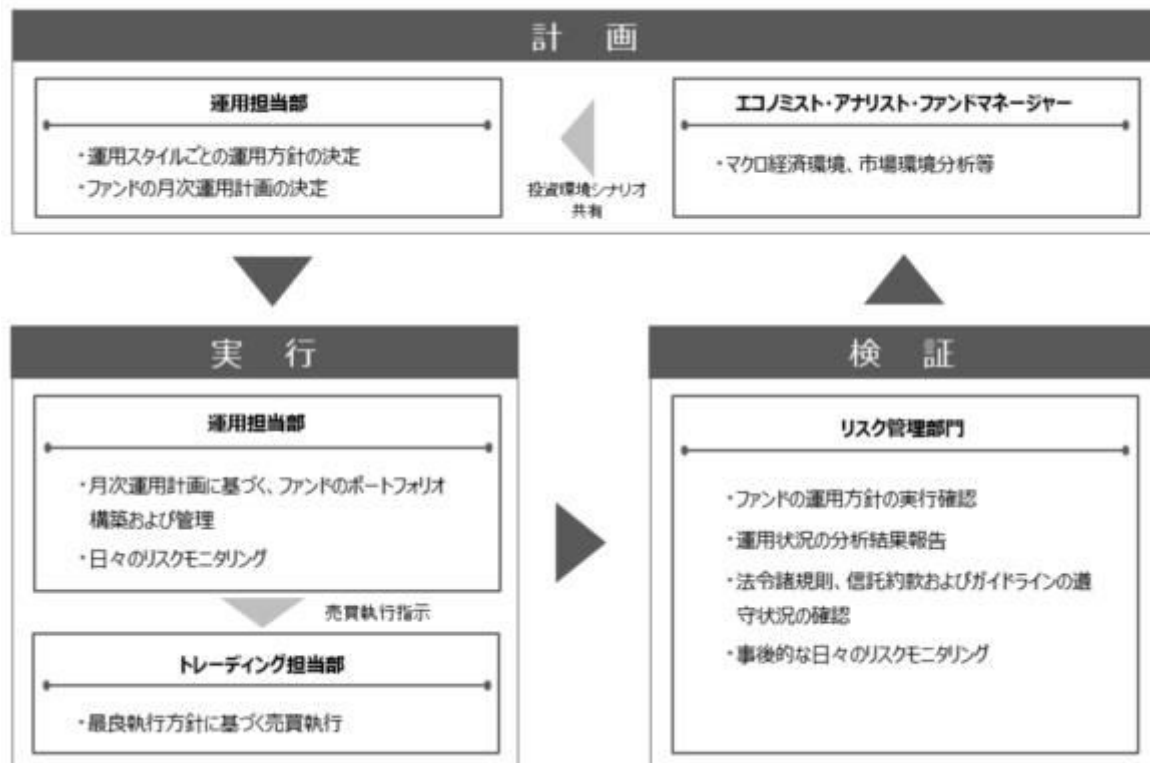 計 画
運用担当部
・運用スタイルごとの運用方針の決定
・ファンドの月次運用計画の決定
投資環境シナリオ
共有
エコノミスト・アナリスト・ファンドマネージャー
・マクロ経済環境、市場環境分析等
実 行
運用担当部
・月次運用計画に基づく、ファンドのポートフォリオ
構築および管理
・日々のリスクモニタリング
売買執行指示
トレーディング担当部
・最良執行方針に基づく売買執行
検 証
リスク管理部門
・ファンドの運用方針の実行確認
・運用状況の分析結果報告
・法令諸規則、信託約款およびガイドラインの遵
守状況の確認
・事後的な日々のリスクモニタリング